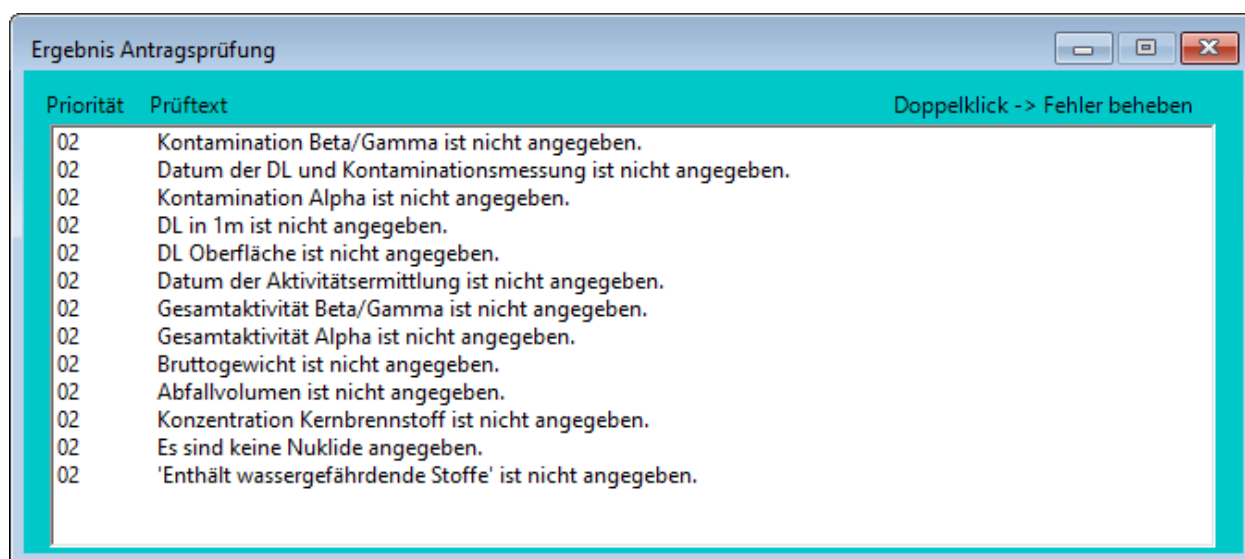 Ergebnis Antragsprüfung
Priorität Prüftext Doppelklick -> Fehler beheben
02 Kontamination Beta/Gamma ist nicht angegeben.
02 Datum der DL und Kontaminationsmessung ist nicht angegeben.
02 Kontamination Alpha ist nicht angegeben.
02 DL in 1m ist nicht angegeben.
02 DL Oberfläche ist nicht angegeben.
02 Datum der Aktivitätsermittlung ist nicht angegeben.
02 Gesamtaktivität Beta/Gamma ist nicht angegeben.
02 Gesamtaktivität Alpha ist nicht angegeben.
02 Bruttogewicht ist nicht angegeben.
02 Abfallvolumen ist nicht angegeben.
02 Konzentration Kernbrennstoff ist nicht angegeben.
02 Es sind keine Nuklide angegeben.
02 'Enthält wassergefährdende Stoffe' ist nicht angegeben.